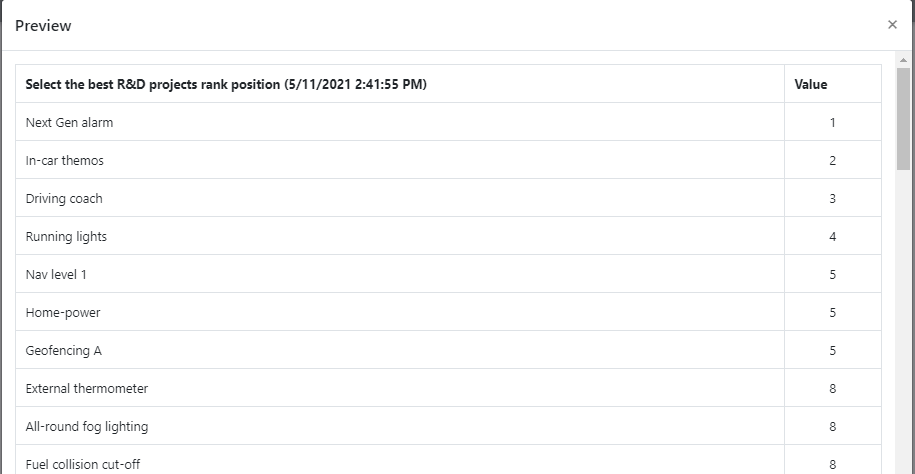 Preview
×
Select the best R&D projects rank position (5/11/2021 2:41:55 PM) Value
Next Gen alarm 1
In-car themos 2
Driving coach 3
Running lights 4
Nav level 1 5
Home-power 5
Geofencing A 5
External thermometer 8
All-round fog lighting 8
Fuel collision cut-off 8